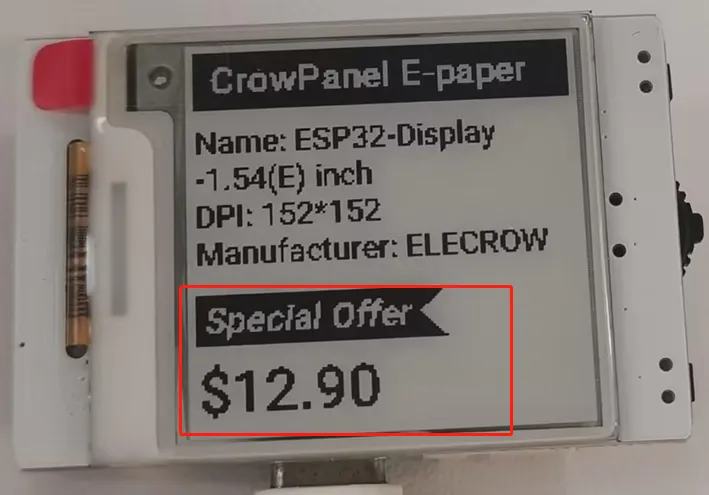 CrowPanel E-paper
Name: ESP32-Display
-1.54(E) inch
DPI: 152*152
Manufacturer: ELECROW
Special Offer
$12.90